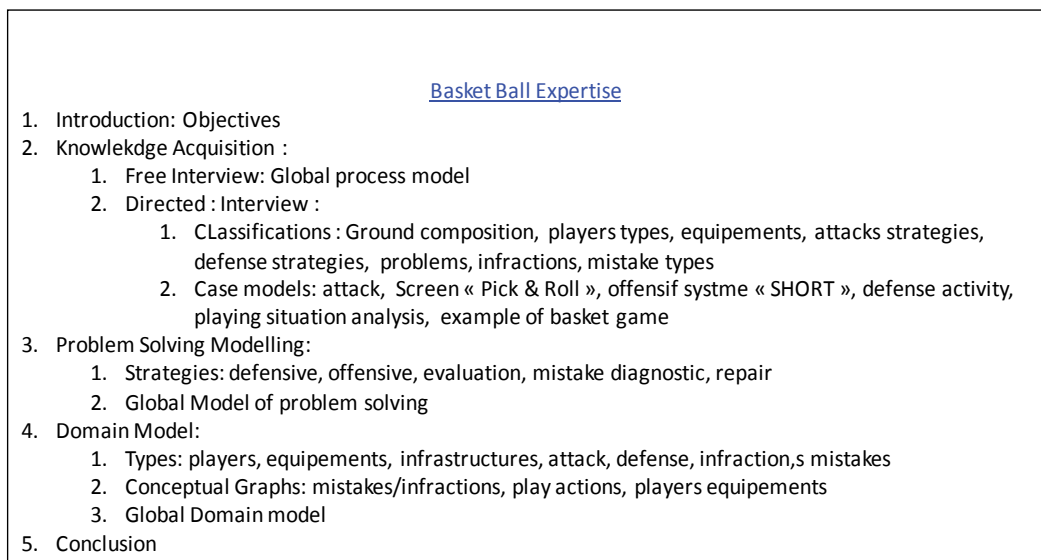 Basket Ball Expertise
1. Introduction: Objectives
2. Knowlekdge Acquisition :
1. Free Interview: Global process model
2. Directed : Interview :
1. CLassifications : Ground composition, players types, equipements, attacks strategies,
defense strategies, problems, infractions, mistake types
2. Case models: attack, Screen « Pick & Roll », offensif systme « SHORT », defense activity,
playing situation analysis, example of basket game
3. Problem Solving Modelling:
1. Strategies: defensive, offensive, evaluation, mistake diagnostic, repair
2. Global Model of problem solving
4. Domain Model:
1. Types: players, equipements, infrastructures, attack, defense, infraction,s mistakes
2. Conceptual Graphs: mistakes/infractions, play actions, players equipements
3. Global Domain model
5. Conclusion